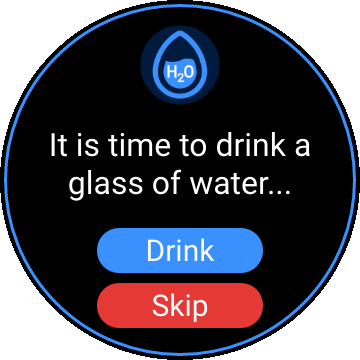 H₂O
It is time to drink a
glass of water...
Drink
Skip